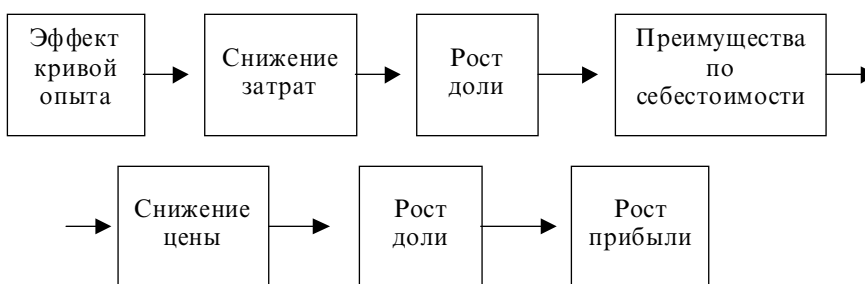 Эффект
кривой
опыта
Снижение
затрат
Рост
доли
Преимущества
по
себестоимости
Снижение
цены
Рост
доли
Рост
прибыли